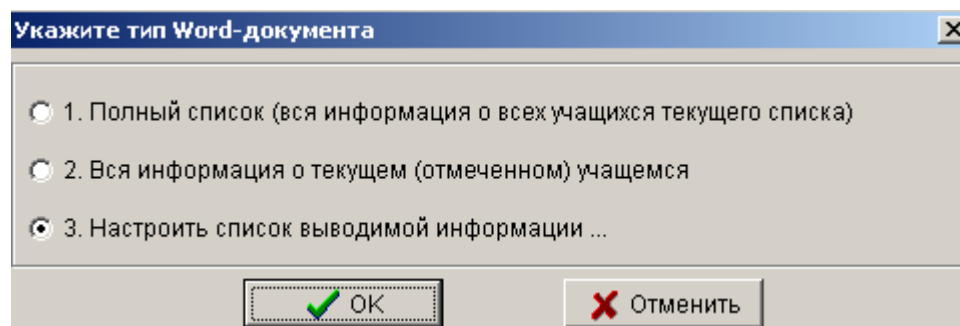 Укажите тип Word-документа
1. Полный список (вся информация о всех учащихся текущего списка)
2. Вся информация о текущем (отмеченном) учащемся
3. Настроить список выводимой информации ...
OK Отменить